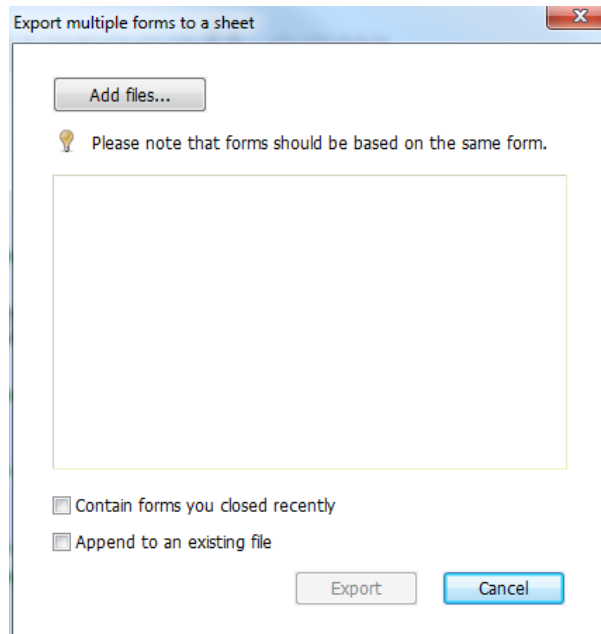 Export multiple forms to a sheet
Add files...
Please note that forms should be based on the same form.
Contain forms you closed recently
Append to an existing file
Export
Cancel